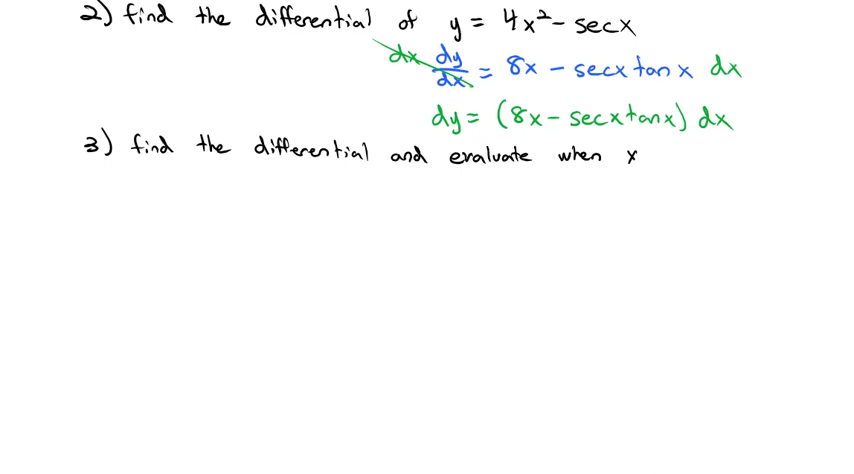 2) find the differential of y = 4x² - secx
dx dy/dx = 8x - secx tan x dx
dy = (8x - secx tanx) dx
3) find the differential and evaluate when x